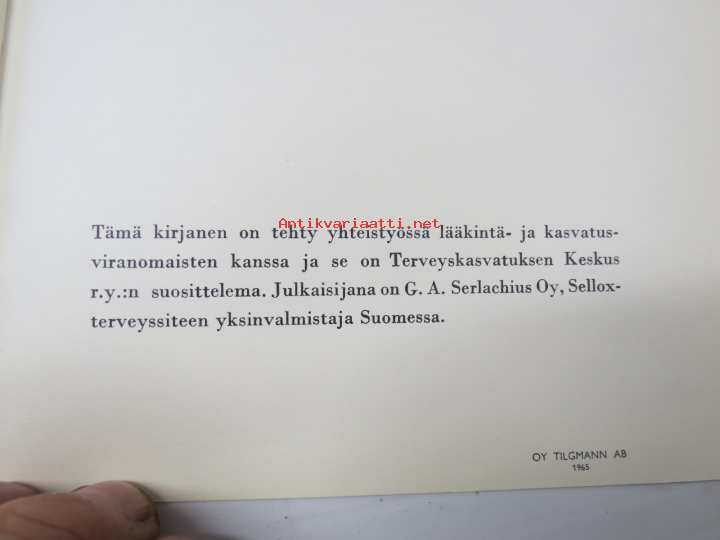 Antikvariaatti.net
Tämä kirjanen on tehty yhteistyössä lääkintä- ja kasvatus-
viranomaisten kanssa ja se on Terveyskasvatuksen Keskus
r.y.:n suosittelema. Julkaisijana on G. A. Serlachius Oy, Sellox-
terveyssiteen yksinvalmistaja Suomessa.
OY TILGMANN AB
1965